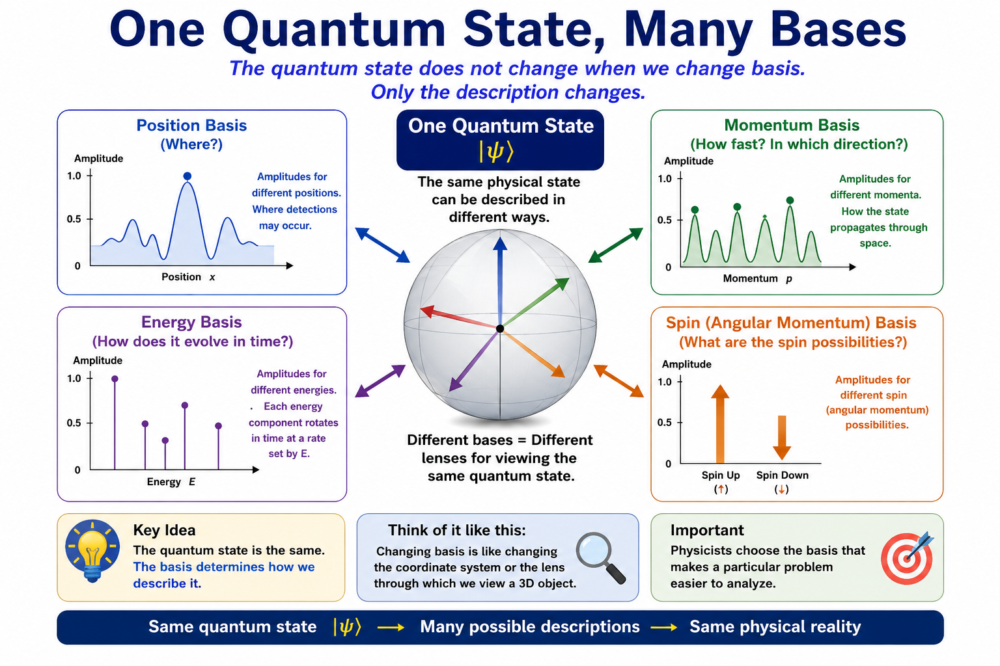 One Quantum State, Many Bases
The quantum state does not change when we change basis.
Only the description changes.
Position Basis
(Where?)
Amplitude
1.0
0.5
0
Position x
Amplitudes for
different positions.
Where detections
may occur.
One Quantum State
|ψ⟩
The same physical state
can be described in
different ways.
Momentum Basis
(How fast? In which direction?)
Amplitude
1.0
0.5
0
Momentum p
Amplitudes for
different momenta.
How the state
propagates through
space.
Energy Basis
(How does it evolve in time?)
Amplitude
1.0
0.5
0
Energy E
Amplitudes for
different energies.
. Each energy
component rotates
in time at a rate
set by E.
Different bases = Different
lenses for viewing the
same quantum state.
Spin (Angular Momentum) Basis
(What are the spin possibilities?)
Amplitude
1.0
0.5
0
Spin Up
(↑)
Spin Down
(↓)
Amplitudes for
different spin
(angular momentum)
possibilities.
Key Idea
The quantum state is the same.
The basis determines how we
describe it.
Think of it like this:
Changing basis is like changing
the coordinate system or the lens
through which we view a 3D object.
Important
Physicists choose the basis that
makes a particular problem
easier to analyze.
Same quantum state |ψ⟩ → Many possible descriptions → Same physical reality